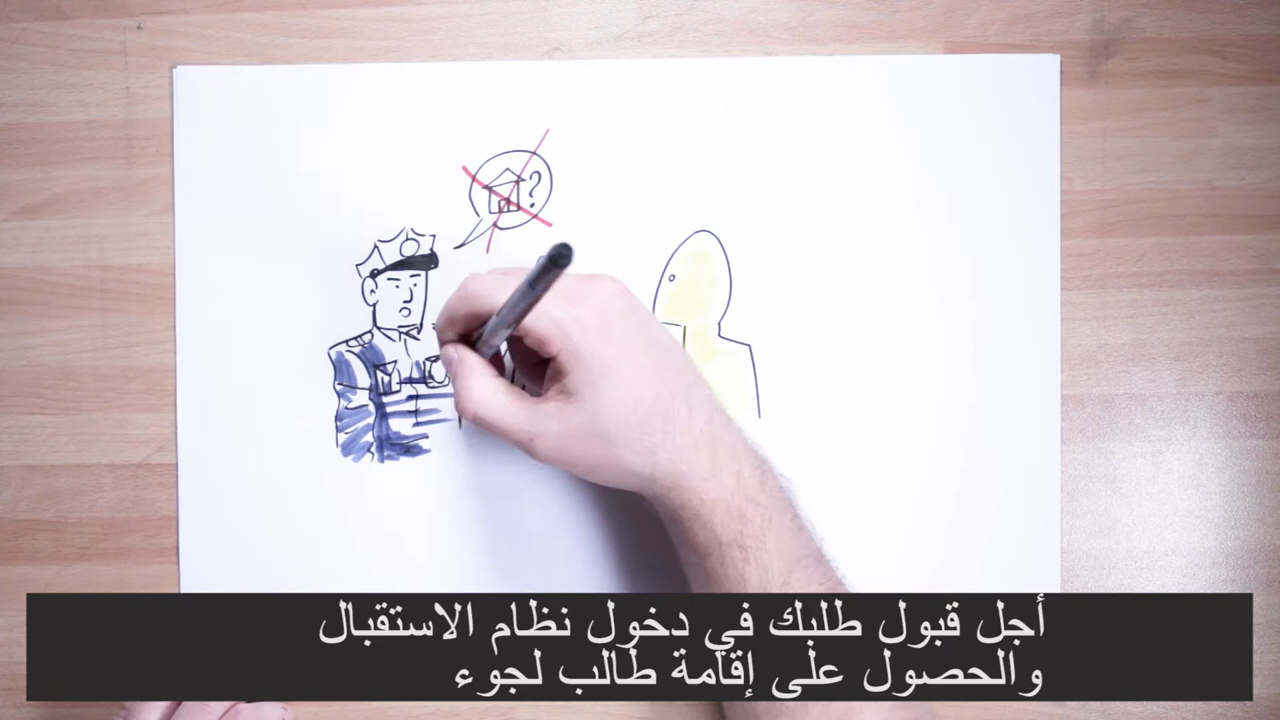 ?
أجل قبول طلبك في دخول نظام الاستقبال
والحصول على إقامة طالب لجوء